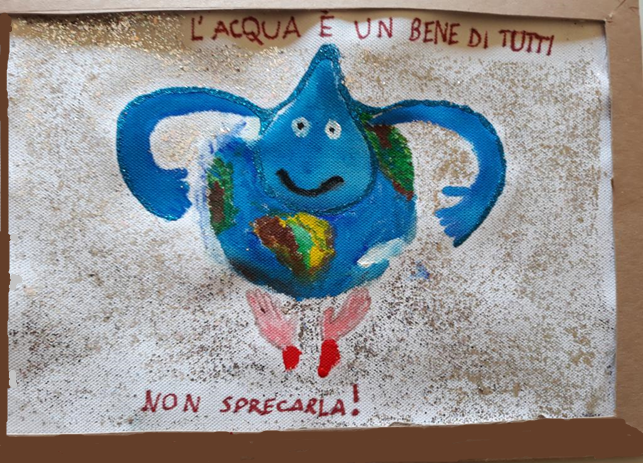 L'ACQUA È UN BENE DI TUTTI
NON SPRECARLA!